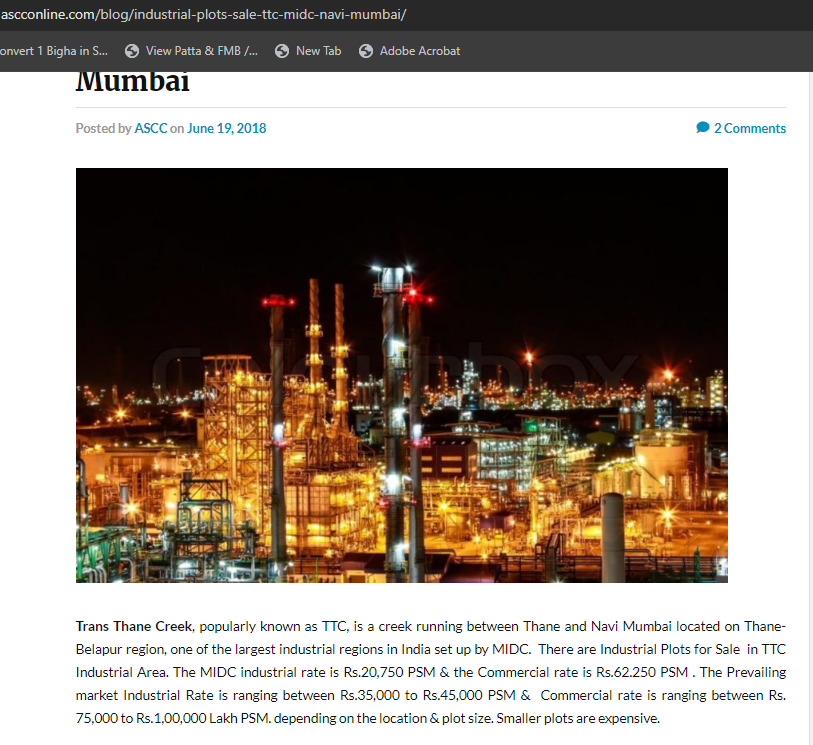 ascconline.com/blog/industrial-plots-sale-ttc-midc-navi-mumbai/
onvert 1 Bigha in S...
View Patta & FMB /...
New Tab
Adobe Acrobat
Mumbai
Posted by ASCC on June 19, 2018
2 Comments
Trans Thane Creek, popularly known as TTC, is a creek running between Thane and Navi Mumbai located on Thane-
Belapur region, one of the largest industrial regions in India set up by MIDC.  There are Industrial Plots for Sale  in TTC
Industrial Area. The MIDC industrial rate is Rs.20,750 PSM & the Commercial rate is Rs.62.250 PSM . The Prevailing
market Industrial Rate is ranging between Rs.35,000 to Rs.45,000 PSM &  Commercial rate is ranging between Rs.
75,000 to Rs.1,00,000 Lakh PSM. depending on the location & plot size. Smaller plots are expensive.